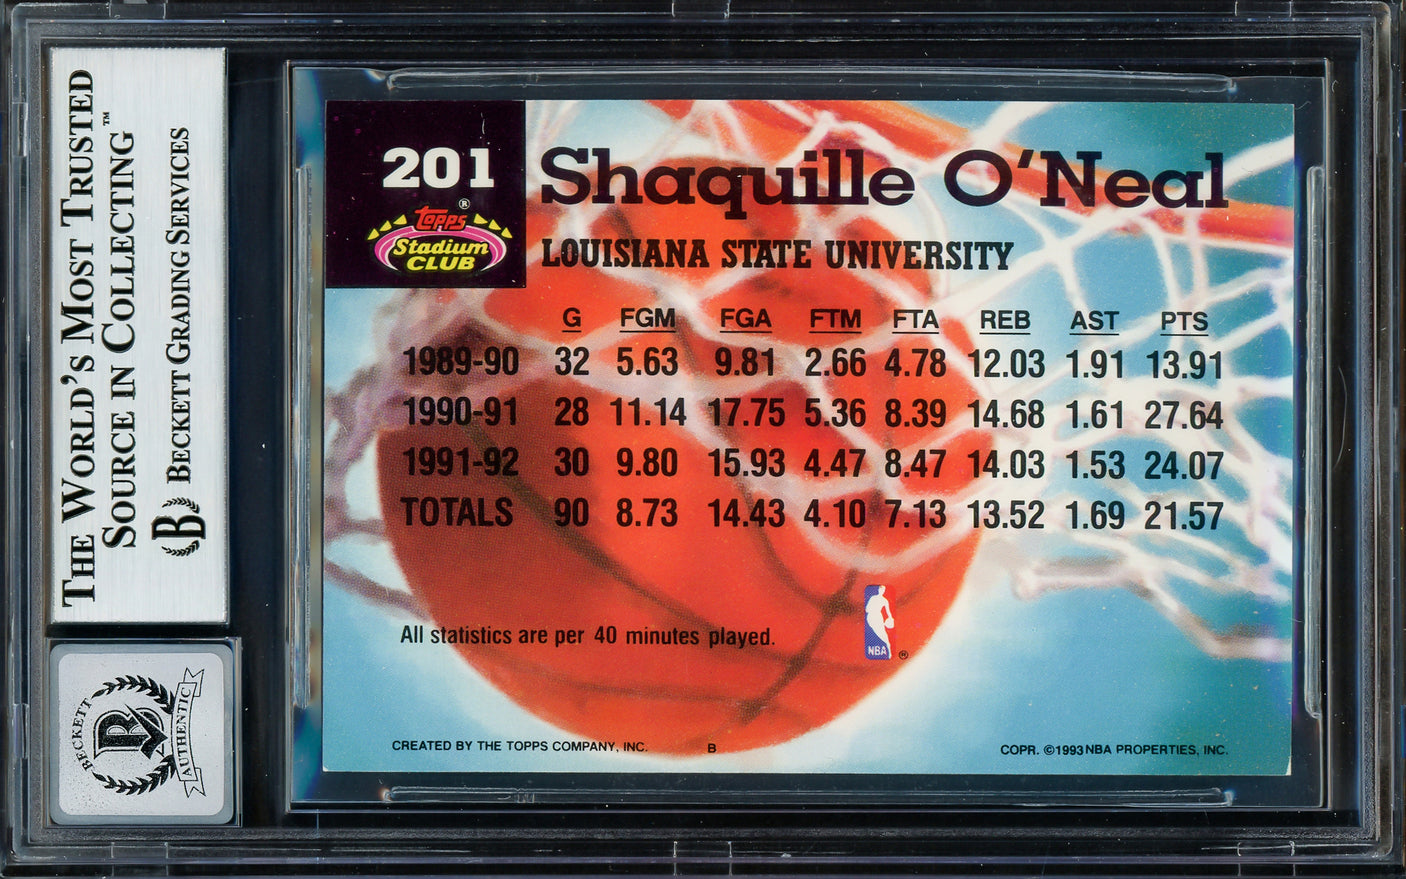 THE WORLD'S MOST TRUSTED
SOURCE IN COLLECTING™
BECKETT GRADING SERVICES
B
BECKETT
B
AUTHENTIC
201
TOPPS®
Stadium
CLUB
Shaquille O'Neal
LOUISIANA STATE UNIVERSITY
G FGM FGA FTM FTA REB AST PTS
1989-90 32 5.63 9.81 2.66 4.78 12.03 1.91 13.91
1990-91 28 11.14 17.75 5.36 8.39 14.68 1.61 27.64
1991-92 30 9.80 15.93 4.47 8.47 14.03 1.53 24.07
TOTALS 90 8.73 14.43 4.10 7.13 13.52 1.69 21.57
All statistics are per 40 minutes played.
NBA ®
CREATED BY THE TOPPS COMPANY, INC. B COPR. ©1993 NBA PROPERTIES, INC.